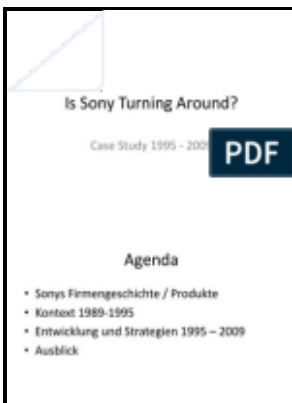 Is Sony Turning Around?
Case Study 1995 - 2009
PDF
Agenda
• Sonys Firmengeschichte / Produkte
• Kontext 1989-1995
• Entwicklung und Strategien 1995 – 2009
• Ausblick